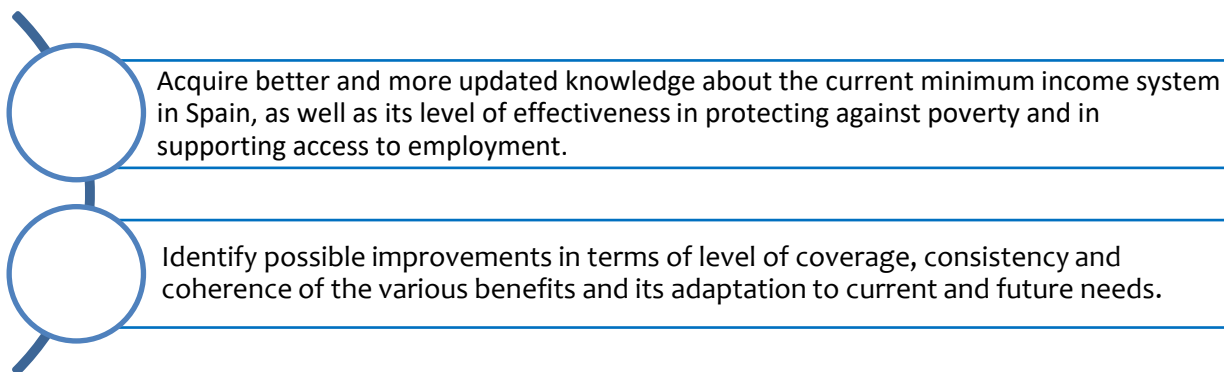 Acquire better and more updated knowledge about the current minimum income system
in Spain, as well as its level of effectiveness in protecting against poverty and in
supporting access to employment.
Identify possible improvements in terms of level of coverage, consistency and
coherence of the various benefits and its adaptation to current and future needs.